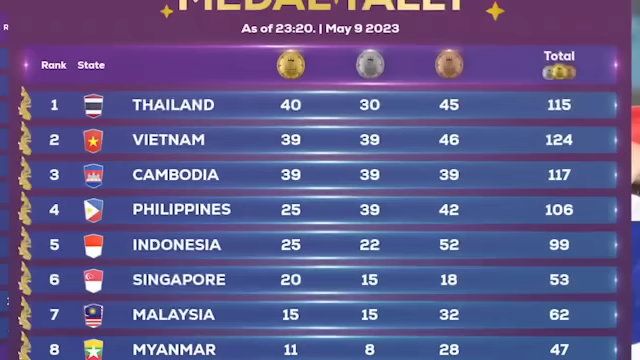 MEDAL TALLY
As of 23:20. | May 9 2023
Rank State Total
1 THAILAND 40 30 45 115
2 VIETNAM 39 39 46 124
3 CAMBODIA 39 39 39 117
4 PHILIPPINES 25 39 42 106
5 INDONESIA 25 22 52 99
6 SINGAPORE 20 15 18 53
7 MALAYSIA 15 15 32 62
8 MYANMAR 11 8 28 47